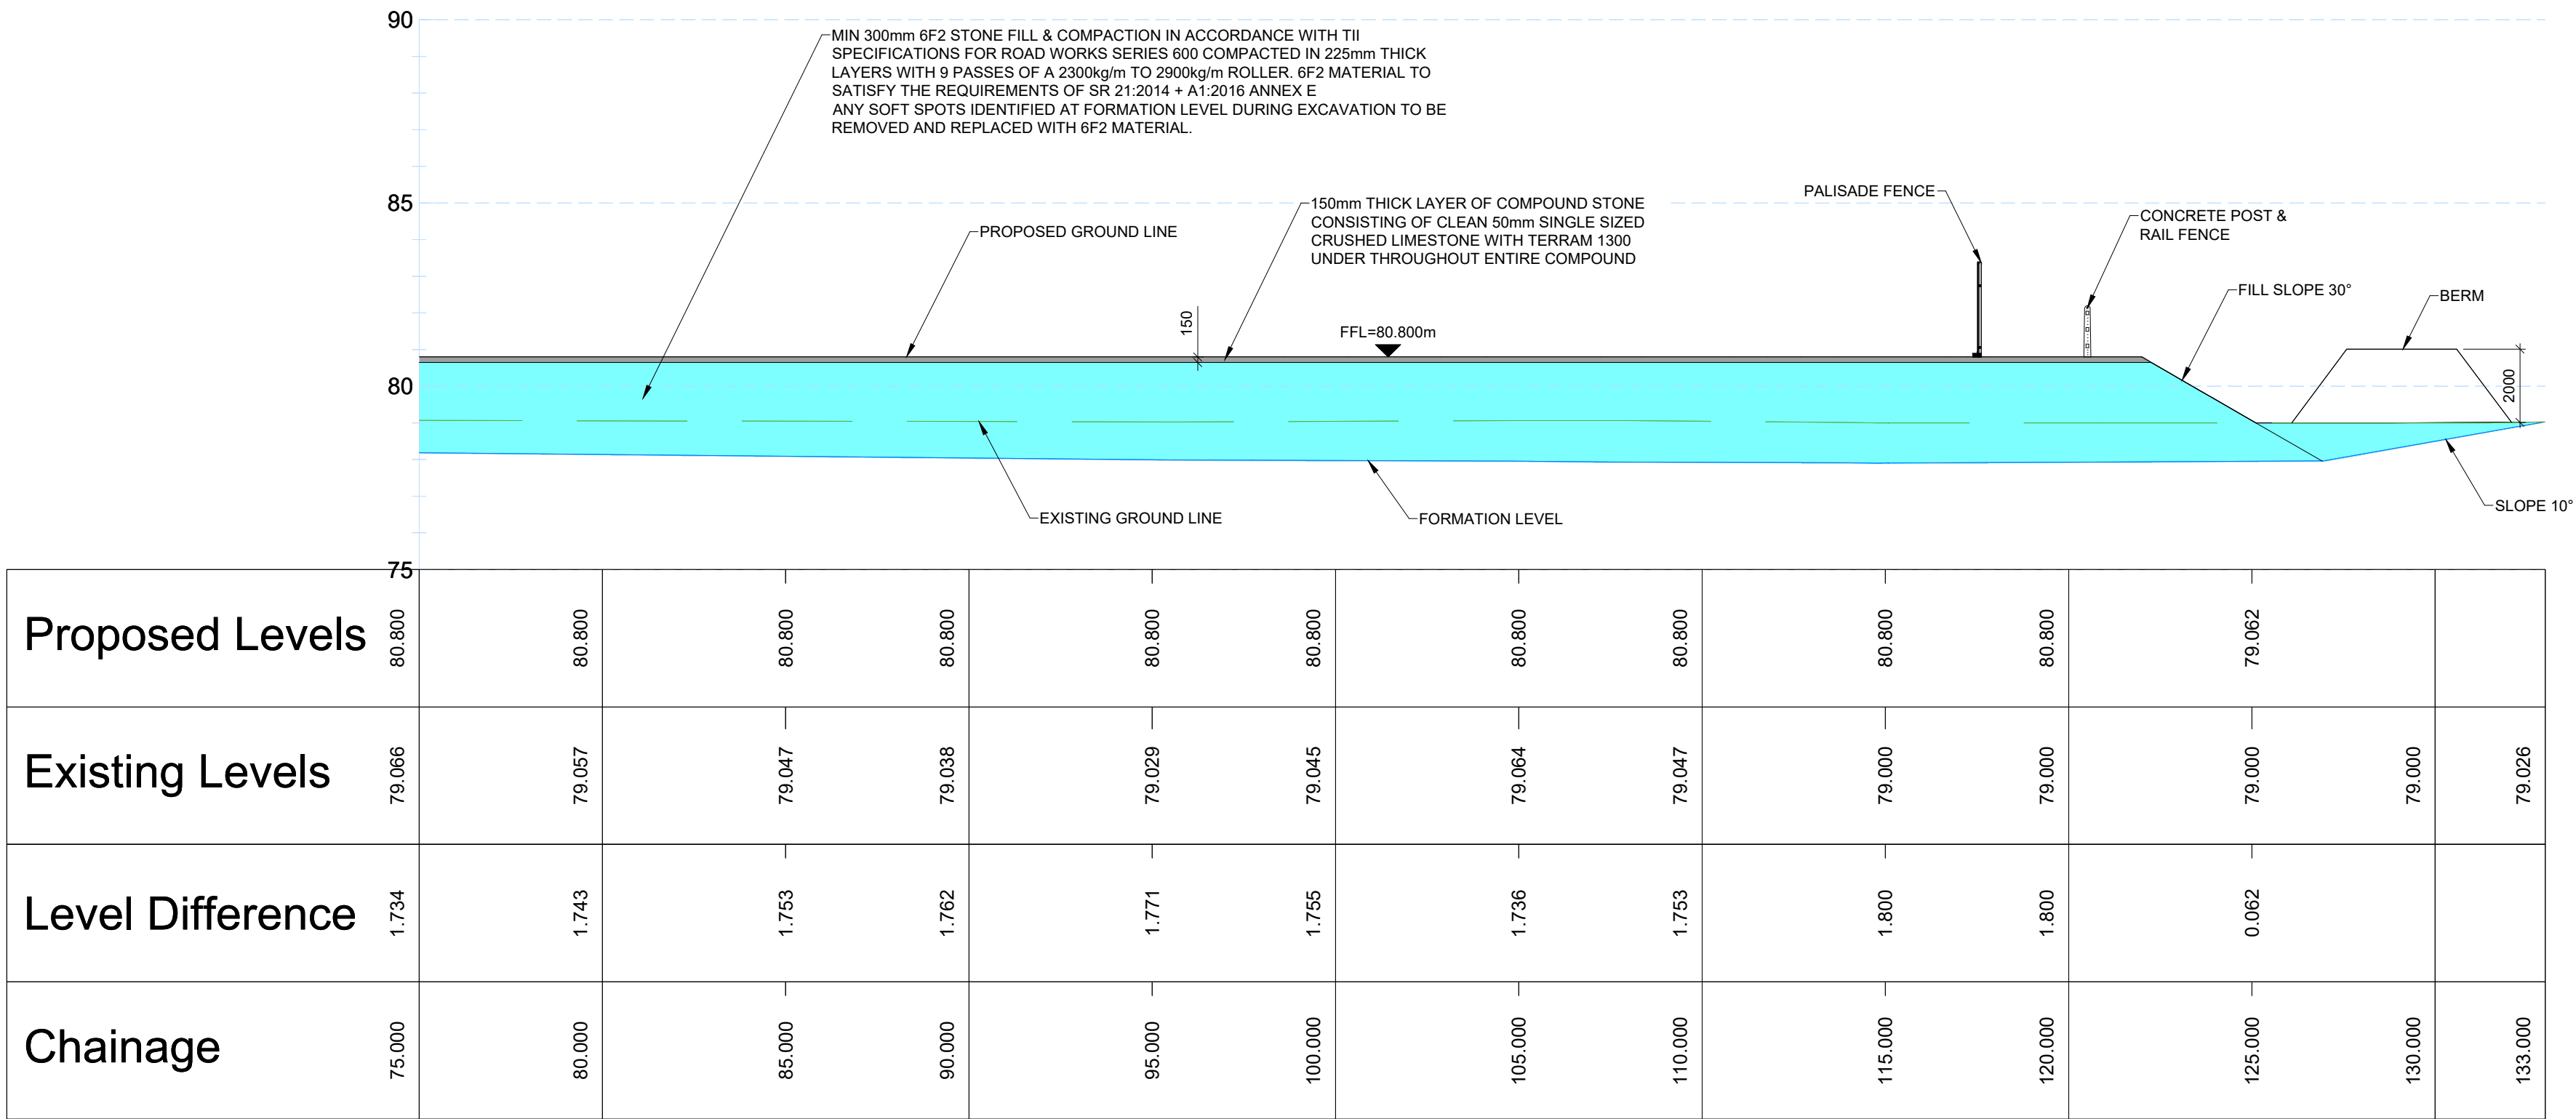 90
MIN 300mm 6F2 STONE FILL & COMPACTION IN ACCORDANCE WITH TII
SPECIFICATIONS FOR ROAD WORKS SERIES 600 COMPACTED IN 225mm THICK
LAYERS WITH 9 PASSES OF A 2300kg/m TO 2900kg/m ROLLER. 6F2 MATERIAL TO
SATISFY THE REQUIREMENTS OF SR 21:2014 + A1:2016 ANNEX E
ANY SOFT SPOTS IDENTIFIED AT FORMATION LEVEL DURING EXCAVATION TO BE
REMOVED AND REPLACED WITH 6F2 MATERIAL.
85
PROPOSED GROUND LINE
150mm THICK LAYER OF COMPOUND STONE
CONSISTING OF CLEAN 50mm SINGLE SIZED
CRUSHED LIMESTONE WITH TERRAM 1300
UNDER THROUGHOUT ENTIRE COMPOUND
PALISADE FENCE
CONCRETE POST &
RAIL FENCE
FILL SLOPE 30°
BERM
150
FFL=80.800m
80
2000
EXISTING GROUND LINE
FORMATION LEVEL
SLOPE 10°
75
Proposed Levels 80.800 80.800 80.800 80.800 80.800 80.800 80.800 80.800 80.800 80.800 79.062
Existing Levels 79.066 79.057 79.047 79.038 79.029 79.045 79.064 79.047 79.000 79.000 79.000 79.000 79.026
Level Difference 1.734 1.743 1.753 1.762 1.771 1.755 1.736 1.753 1.800 1.800 0.062
Chainage 75.000 80.000 85.000 90.000 95.000 100.000 105.000 110.000 115.000 120.000 125.000 130.000 133.000